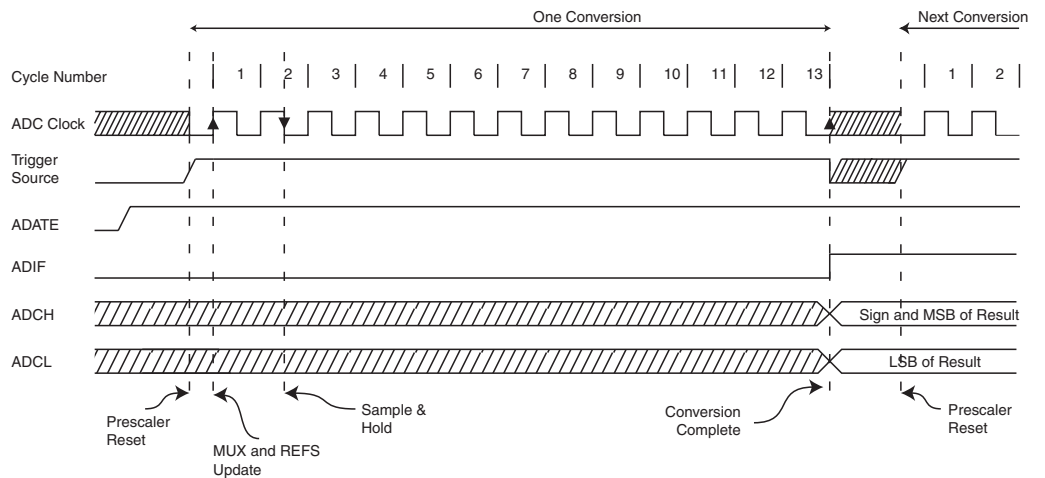 One Conversion
Next Conversion
Cycle Number
1 2 3 4 5 6 7 8 9 10 11 12 13 1 2
ADC Clock
Trigger
Source
ADATE
ADIF
ADCH
Sign and MSB of Result
ADCL
LSB of Result
Prescaler
Reset
MUX and REFS
Update
Sample &
Hold
Conversion
Complete
Prescaler
Reset